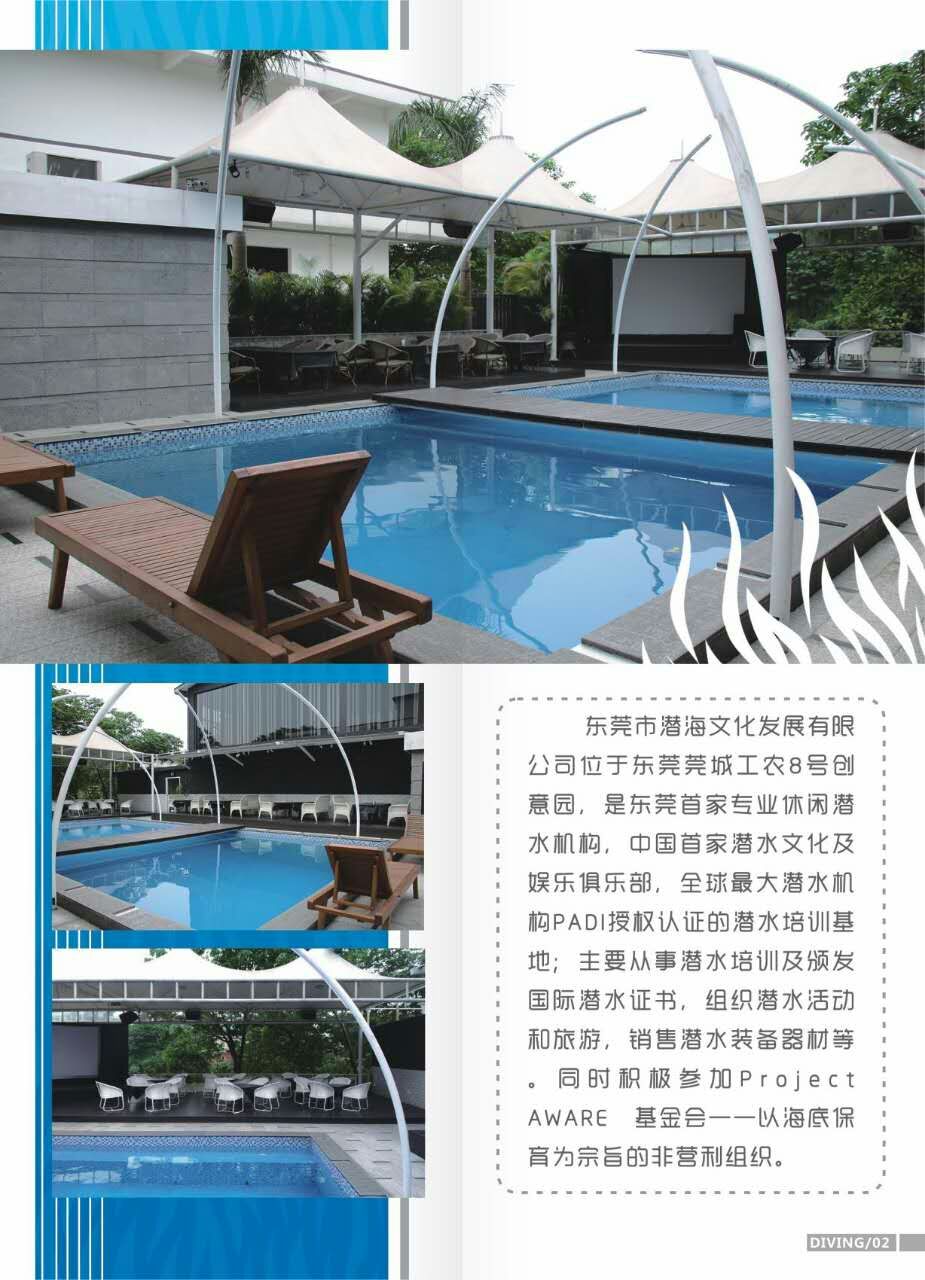 东莞市潜海文化发展有限
公司位于东莞莞城工农8号创
意园，是东莞首家专业休闲潜
水机构，中国首家潜水文化及
娱乐俱乐部，全球最大潜水机
构PADI授权认证的潜水培训基
地；主要从事潜水培训及颁发
国际潜水证书，组织潜水活动
和旅游，销售潜水装备器材等
。同时积极参加Project
AWARE 基金会——以海底保
育为宗旨的非营利组织。
DIVING/02